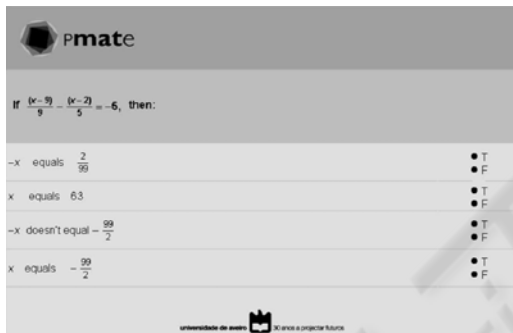 Pmate
If (x-9)/9 - (x-2)/5 = -6, then:
-x equals 2/99
T
F
x equals 63
T
F
-x doesn't equal - 99/2
T
F
x equals - 99/2
T
F
universidade de aveiro 30 anos a projectar futuros